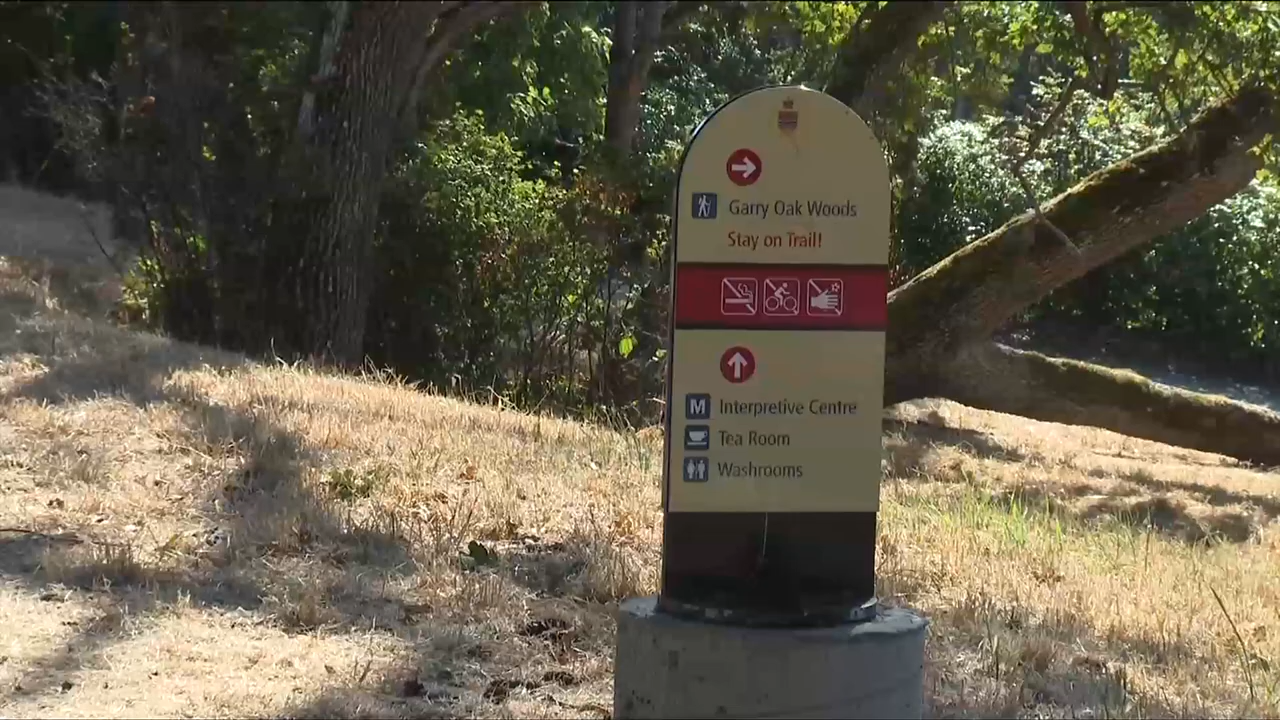 Garry Oak Woods
Stay on Trail!
M Interpretive Centre
Tea Room
Washrooms